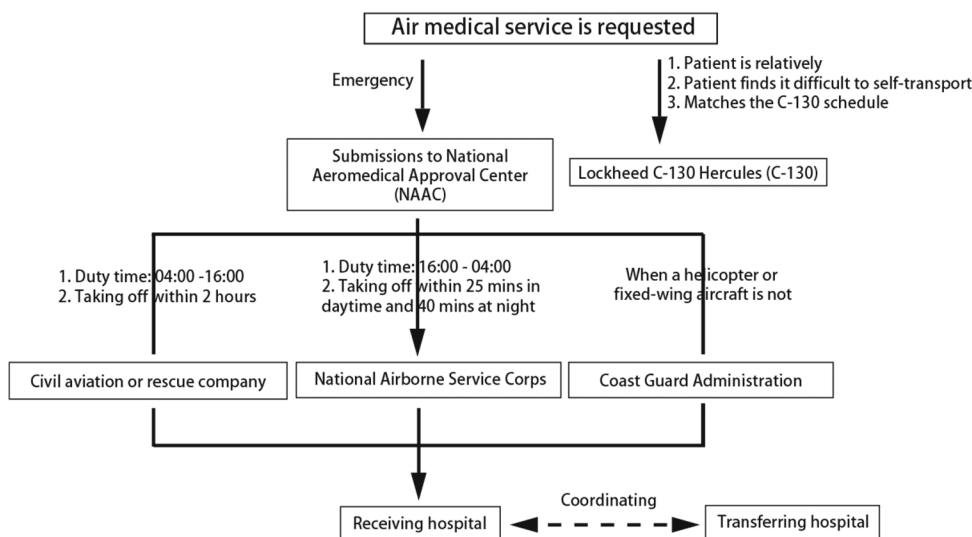 Air medical service is requested
Emergency
1. Patient is relatively
2. Patient finds it difficult to self-transport
3. Matches the C-130 schedule
Submissions to National
Aeromedical Approval Center
(NAAC)
Lockheed C-130 Hercules (C-130)
1. Duty time: 04:00 -16:00
2. Taking off within 2 hours
1. Duty time: 16:00 - 04:00
2. Taking off within 25 mins in
daytime and 40 mins at night
When a helicopter or
fixed-wing aircraft is not
Civil aviation or rescue company
National Airborne Service Corps
Coast Guard Administration
Coordinating
Receiving hospital
Transferring hospital